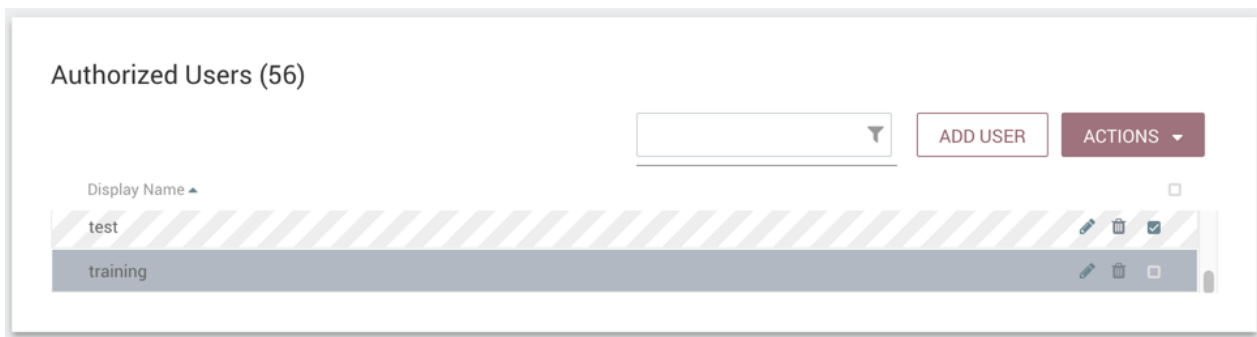 Authorized Users (56)
ADD USER
ACTIONS
Display Name
test
training